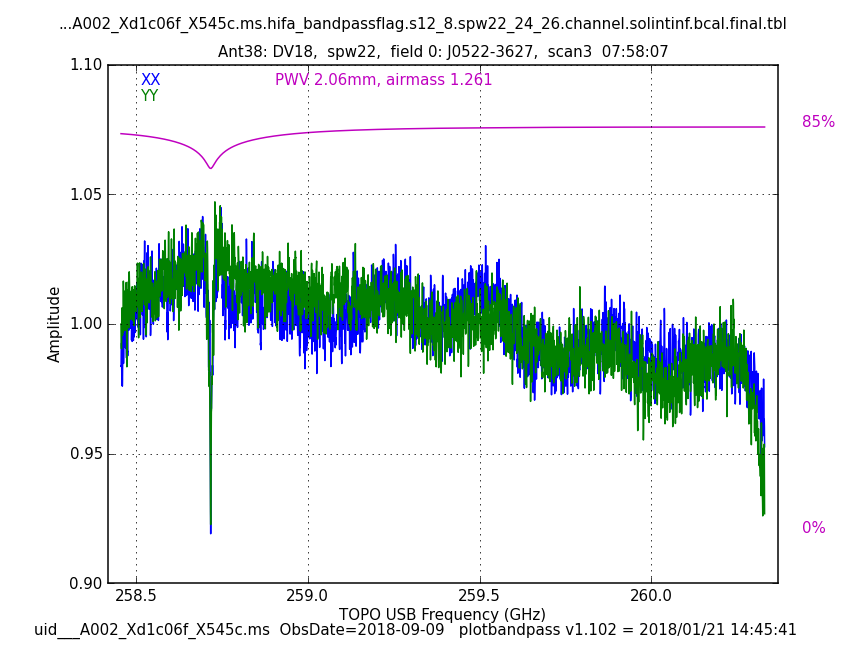 ...A002_Xd1c06f_X545c.ms.hifa_bandpassflag.s12_8.spw22_24_26.channel.solintinf.bcal.final.tbl
Ant38: DV18, spw22, field 0: J0522-3627, scan3 07:58:07
1.10
XX
PWV 2.06mm, airmass 1.261
YY
85%
1.05
Amplitude
1.00
0.95
0%
0.90
258.5
259.0
259.5
260.0
TOPO USB Frequency (GHz)
uid___A002_Xd1c06f_X545c.ms ObsDate=2018-09-09 plotbandpass v1.102 = 2018/01/21 14:45:41